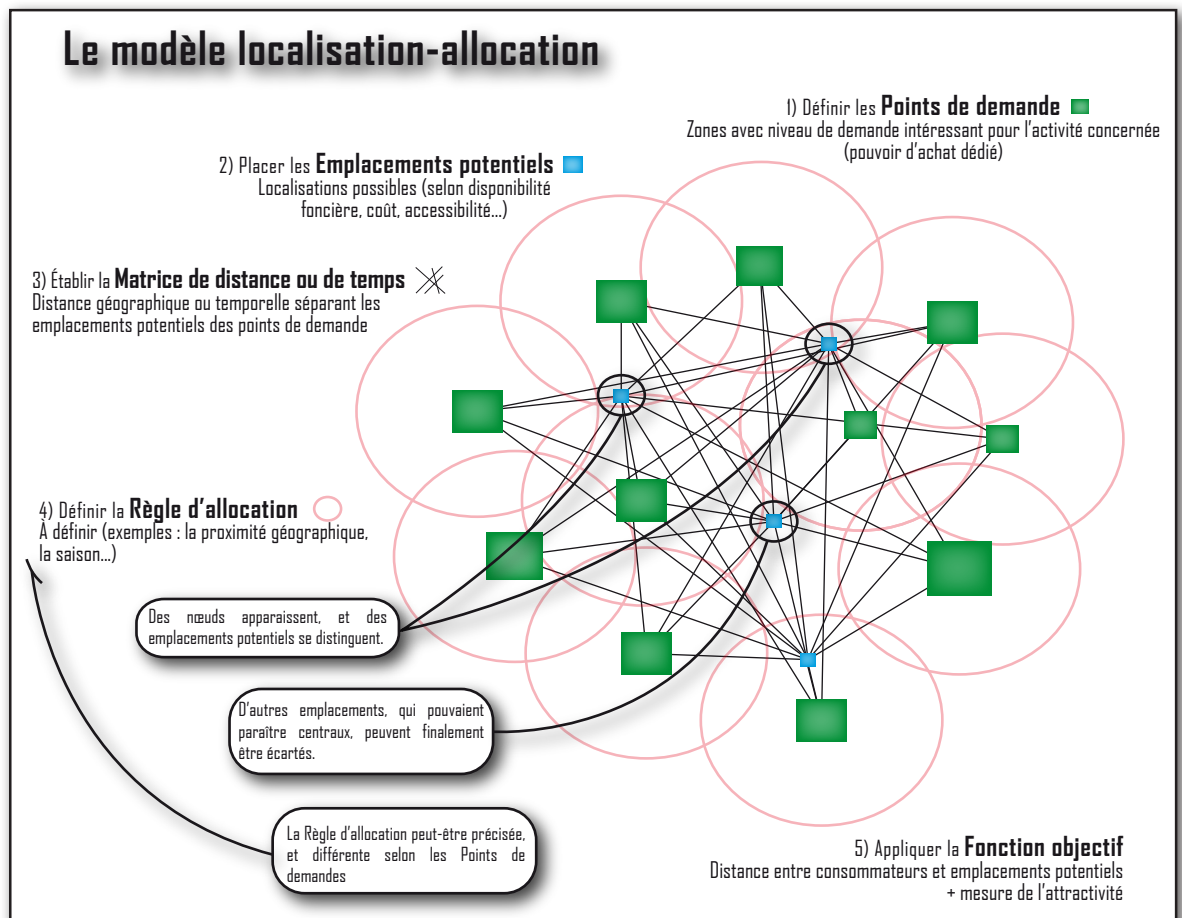 Le modèle localisation-allocation
1) Définir les Points de demande
Zones avec niveau de demande intéressant pour l'activité concernée
(pouvoir d'achat dédié)
2) Placer les Emplacements potentiels
Localisations possibles (selon disponibilité
foncière, coût, accessibilité...)
3) Établir la Matrice de distance ou de temps
Distance géographique ou temporelle séparant les
emplacements potentiels des points de demande
4) Définir la Règle d'allocation
À définir (exemples : la proximité géographique,
la saison...)
Des nœuds apparaissent, et des
emplacements potentiels se distinguent.
D'autres emplacements, qui pouvaient
paraître centraux, peuvent finalement
être écartés.
La Règle d'allocation peut-être précisée,
et différente selon les Points de
demandes
5) Appliquer la Fonction objectif
Distance entre consommateurs et emplacements potentiels
+ mesure de l'attractivité